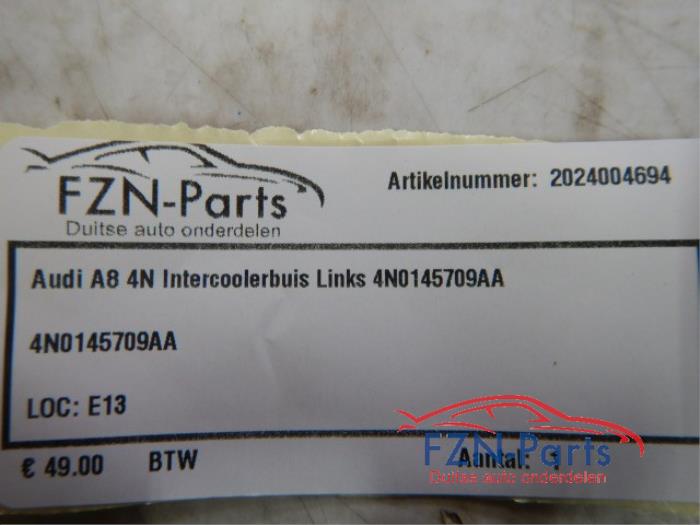 FZN-Parts
Duitse auto onderdelen
Artikelnummer: 2024004694
Audi A8 4N Intercoolerbuis Links 4N0145709AA
4N0145709AA
LOC: E13
€ 49.00 BTW Aantal: 1
FZN-Parts
Duitse auto onderdelen